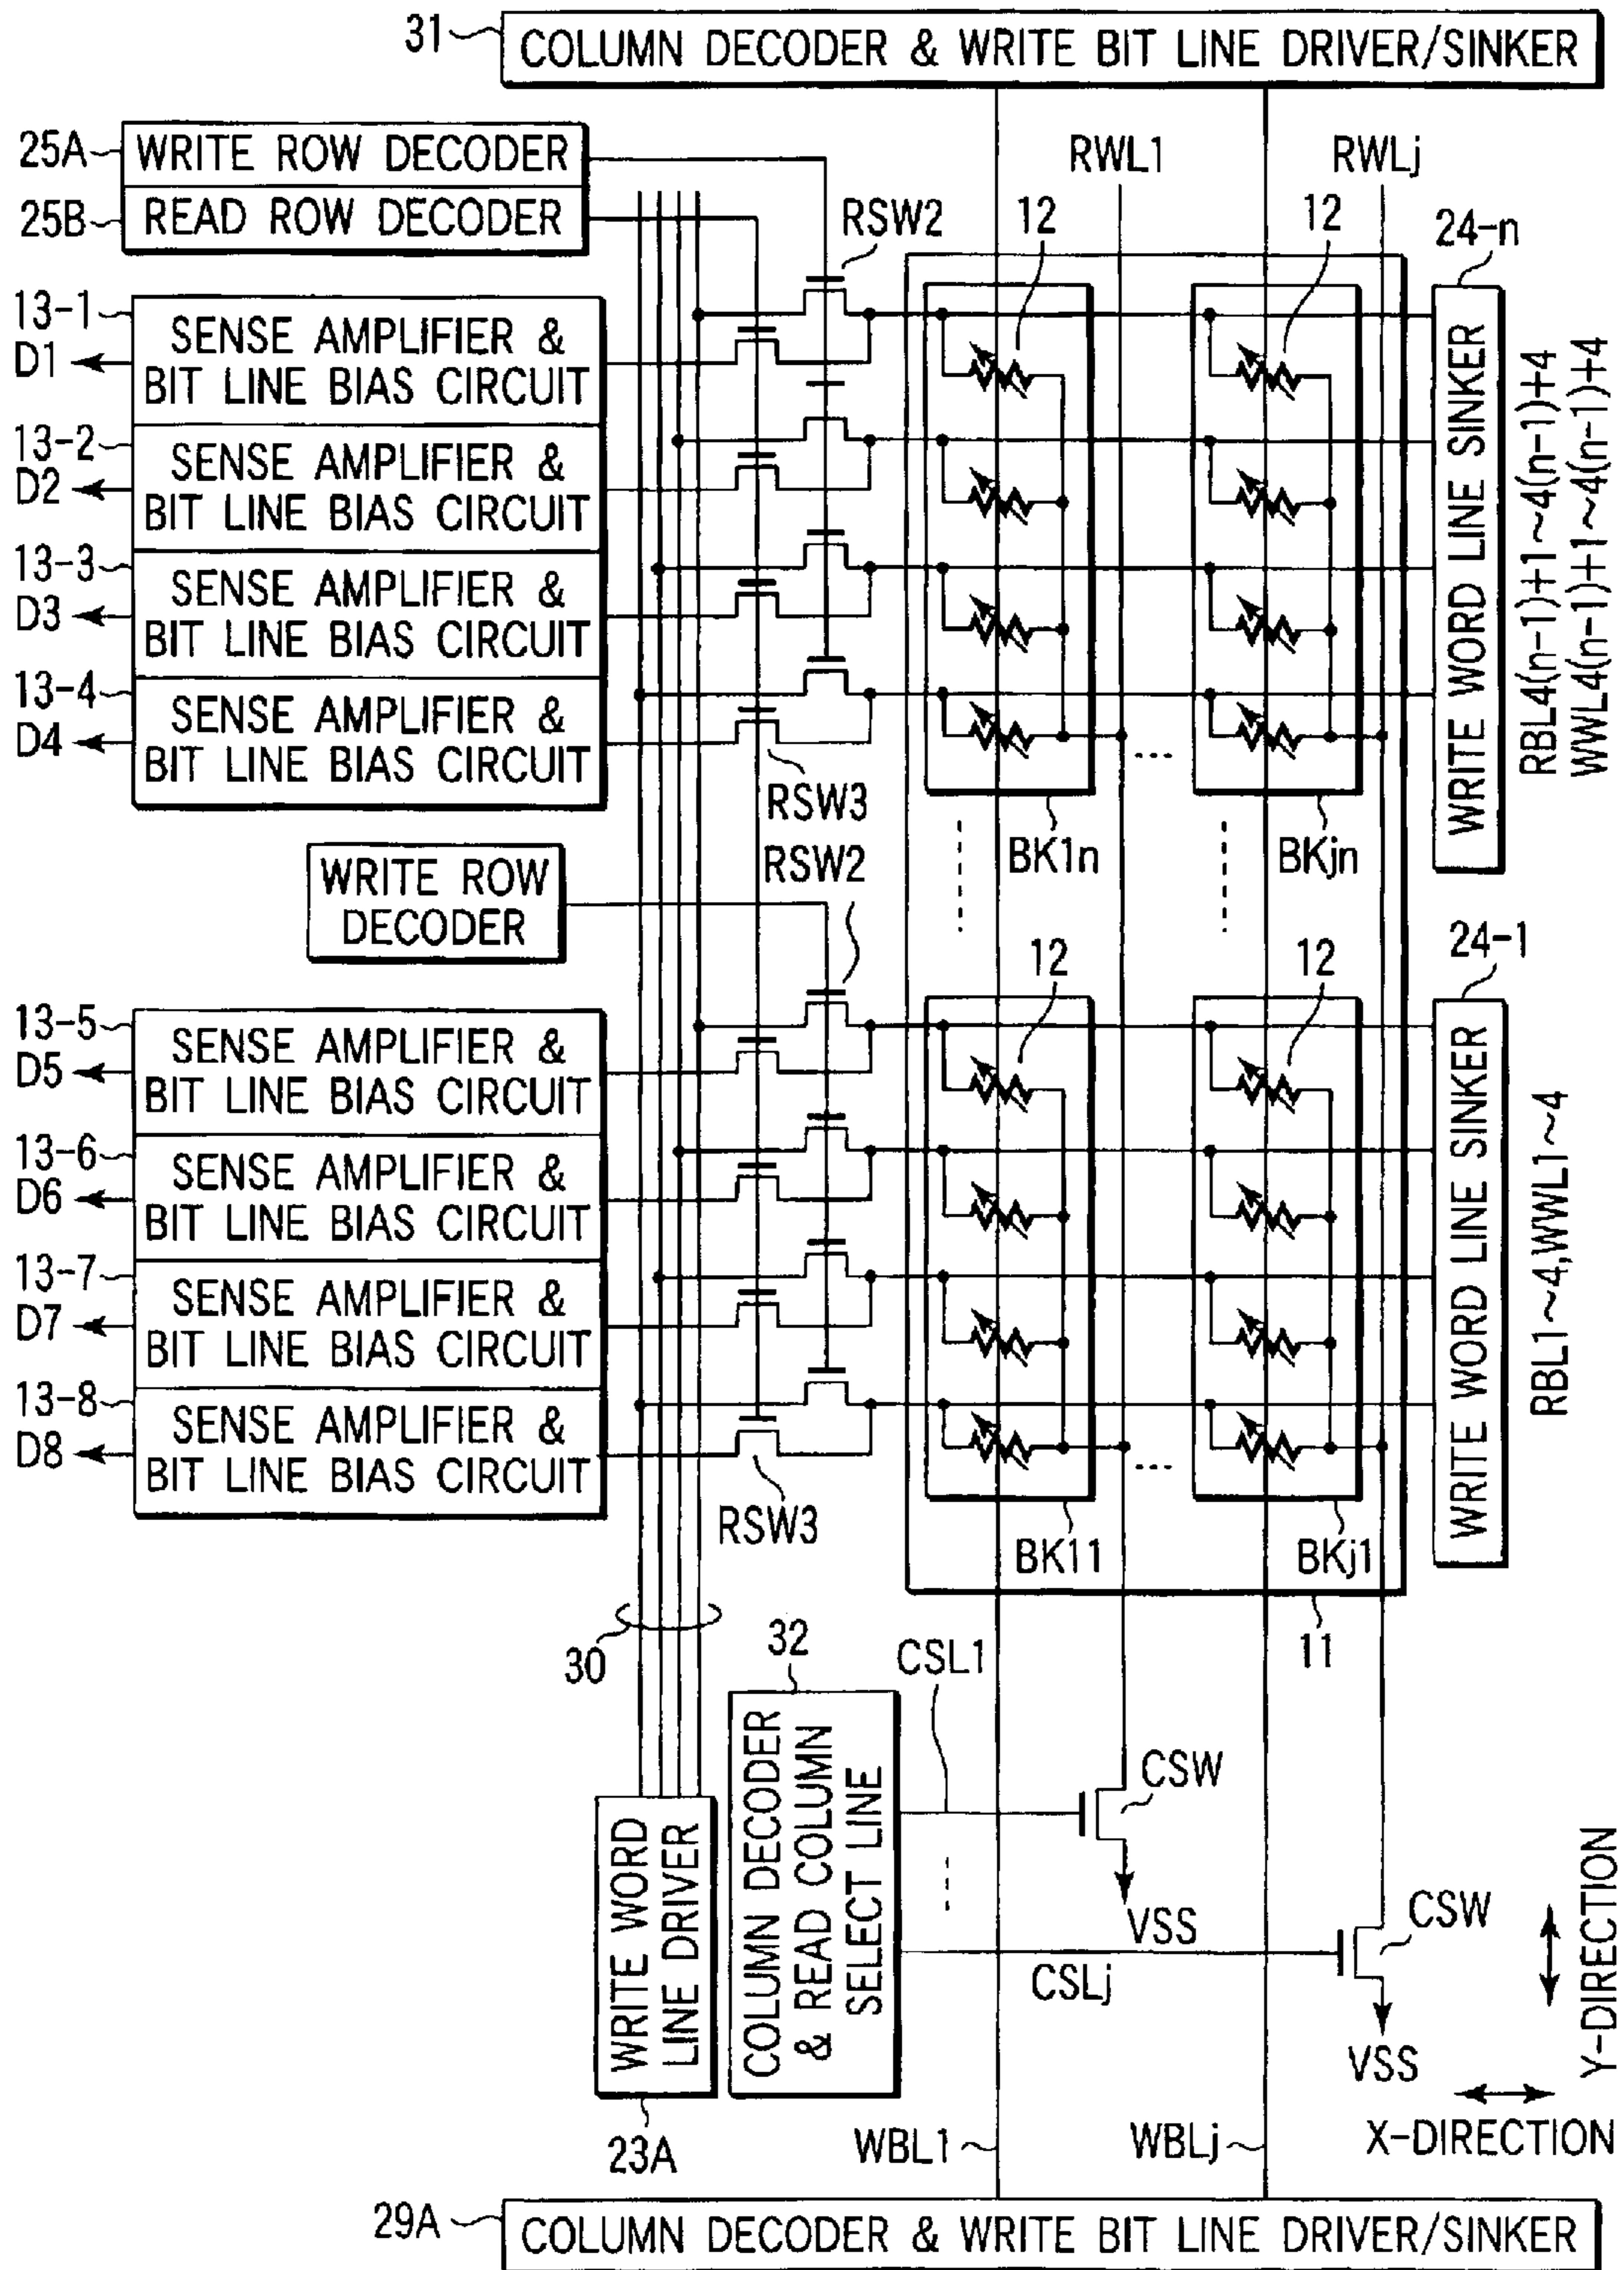 31
COLUMN DECODER & WRITE BIT LINE DRIVER/SINKER
25A
WRITE ROW DECODER
25B
READ ROW DECODER
RSW2
12
RWL1
12
RWLj
24-n
13-1
D1
SENSE AMPLIFIER &
BIT LINE BIAS CIRCUIT
13-2
D2
SENSE AMPLIFIER &
BIT LINE BIAS CIRCUIT
13-3
D3
SENSE AMPLIFIER &
BIT LINE BIAS CIRCUIT
13-4
D4
SENSE AMPLIFIER &
BIT LINE BIAS CIRCUIT
WRITE WORD LINE SINKER
RBL4(n-1)+1~4(n-1)+4
WWL4(n-1)+1~4(n-1)+4
RSW3
RSW2
BK1n
BKjn
WRITE ROW
DECODER
12
12
24-1
13-5
D5
SENSE AMPLIFIER &
BIT LINE BIAS CIRCUIT
13-6
D6
SENSE AMPLIFIER &
BIT LINE BIAS CIRCUIT
13-7
D7
SENSE AMPLIFIER &
BIT LINE BIAS CIRCUIT
13-8
D8
SENSE AMPLIFIER &
BIT LINE BIAS CIRCUIT
WRITE WORD LINE SINKER
RBL1~4,WWL1~4
RSW3
BK11
BKj1
11
30
32
CSL1
WRITE WORD
LINE DRIVER
23A
COLUMN DECODER
& READ COLUMN
SELECT LINE
CSW
VSS
CSLj
CSW
VSS
Y-DIRECTION
X-DIRECTION
WBL1
WBLj
29A
COLUMN DECODER & WRITE BIT LINE DRIVER/SINKER